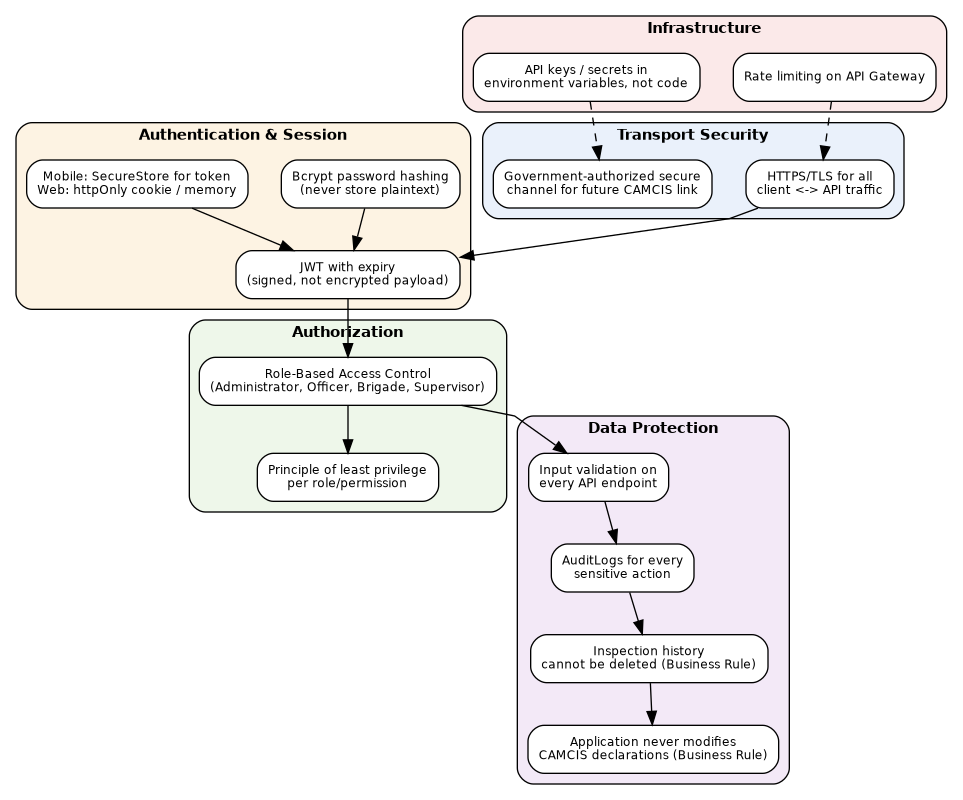 Infrastructure
API keys / secrets in
environment variables, not code
Rate limiting on API Gateway
Authentication & Session
Mobile: SecureStore for token
Web: httpOnly cookie / memory
Bcrypt password hashing
(never store plaintext)
JWT with expiry
(signed, not encrypted payload)
Transport Security
Government-authorized secure
channel for future CAMCIS link
HTTPS/TLS for all
client <-> API traffic
Authorization
Role-Based Access Control
(Administrator, Officer, Brigade, Supervisor)
Principle of least privilege
per role/permission
Data Protection
Input validation on
every API endpoint
AuditLogs for every
sensitive action
Inspection history
cannot be deleted (Business Rule)
Application never modifies
CAMCIS declarations (Business Rule)